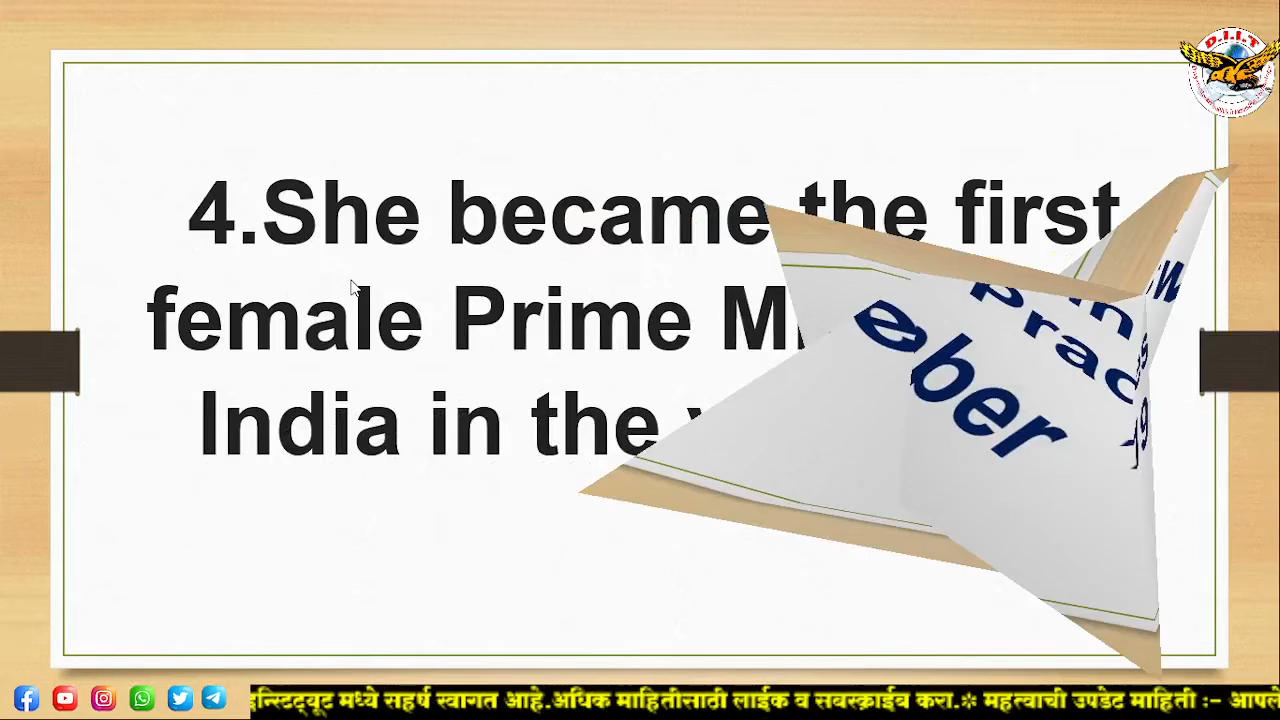 D.I.I.T
4.She became the first
female Prime
India in the
ber
इन्स्टिट्यूट मध्ये सहर्ष स्वागत आहे.अधिक माहितीसाठी लाईक व सबस्क्राईब करा.* महत्वाची उपडेट माहिती :- आपले